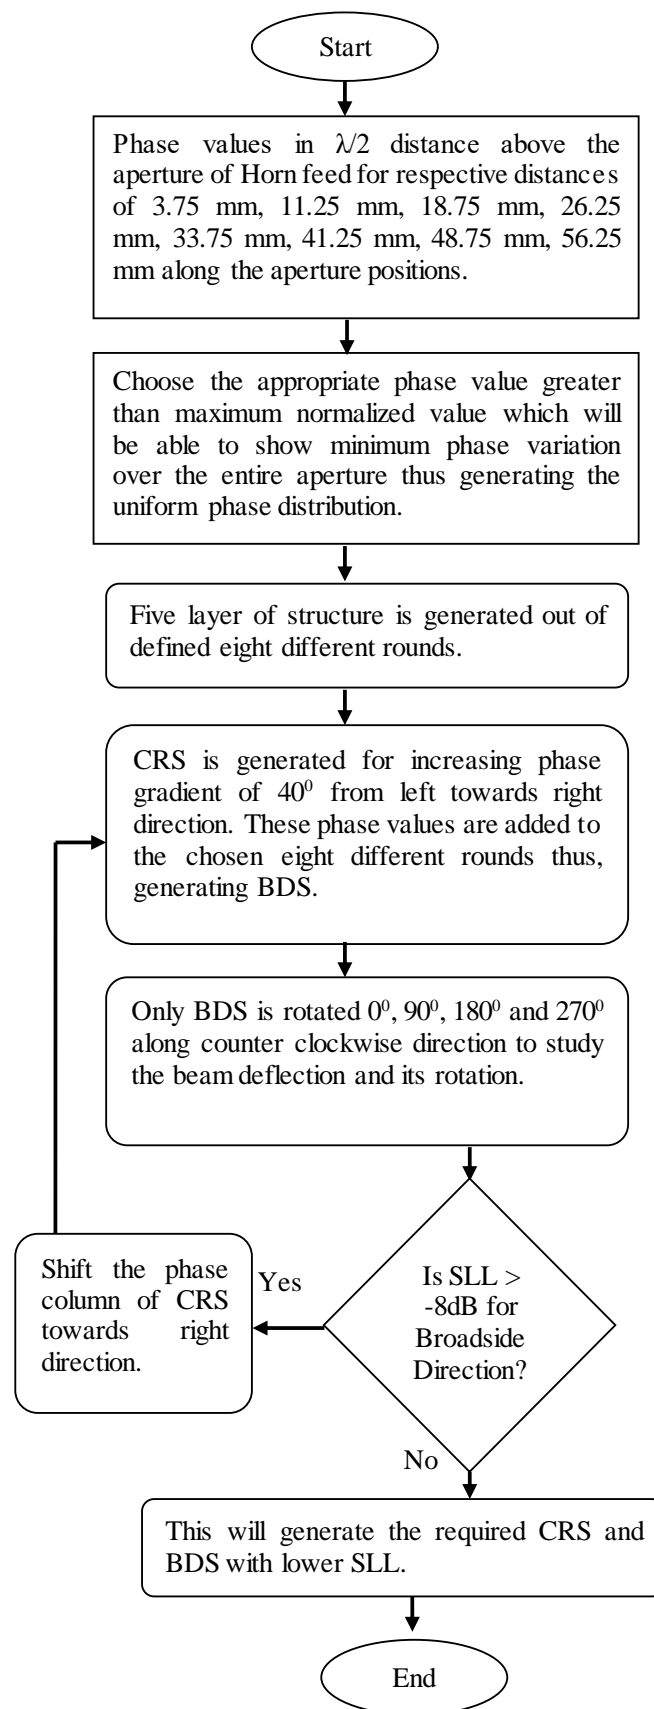 Start
Phase values in λ/2 distance above the
aperture of Horn feed for respective distances
of 3.75 mm, 11.25 mm, 18.75 mm, 26.25
mm, 33.75 mm, 41.25 mm, 48.75 mm, 56.25
mm along the aperture positions.
Choose the appropriate phase value greater
than maximum normalized value which will
be able to show minimum phase variation
over the entire aperture thus generating the
uniform phase distribution.
Five layer of structure is generated out of
defined eight different rounds.
CRS is generated for increasing phase
gradient of 40⁰ from left towards right
direction. These phase values are added to
the chosen eight different rounds thus,
generating BDS.
Only BDS is rotated 0⁰, 90⁰, 180⁰ and 270⁰
along counter clockwise direction to study
the beam deflection and its rotation.
Is SLL >
-8dB for
Broadside
Direction?
Yes
Shift the phase
column of CRS
towards right
direction.
No
This will generate the required CRS and
BDS with lower SLL.
End